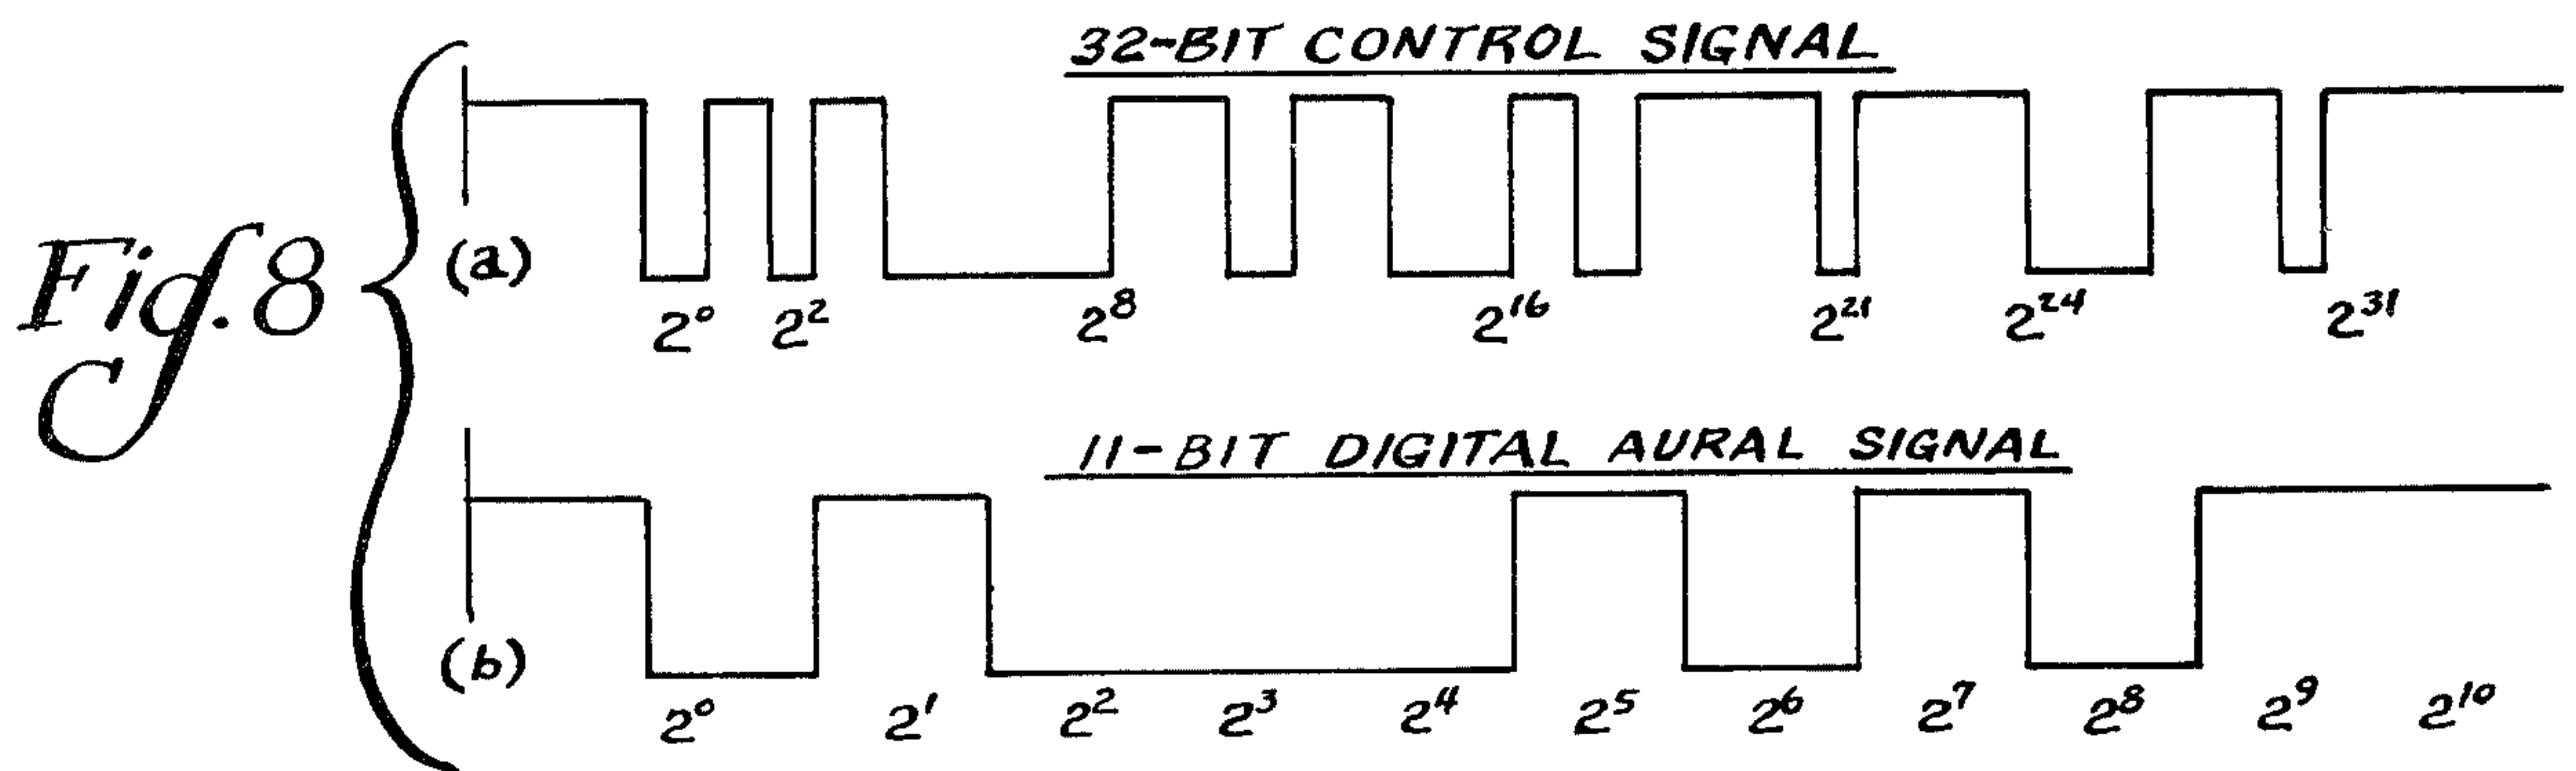 32-BIT CONTROL SIGNAL
Fig. 8
(a)
2⁰ 2² 2⁸ 2¹⁶ 2²¹ 2²⁴ 2³¹
11-BIT DIGITAL AURAL SIGNAL
(b)
2⁰ 2¹ 2² 2³ 2⁴ 2⁵ 2⁶ 2⁷ 2⁸ 2⁹ 2¹⁰